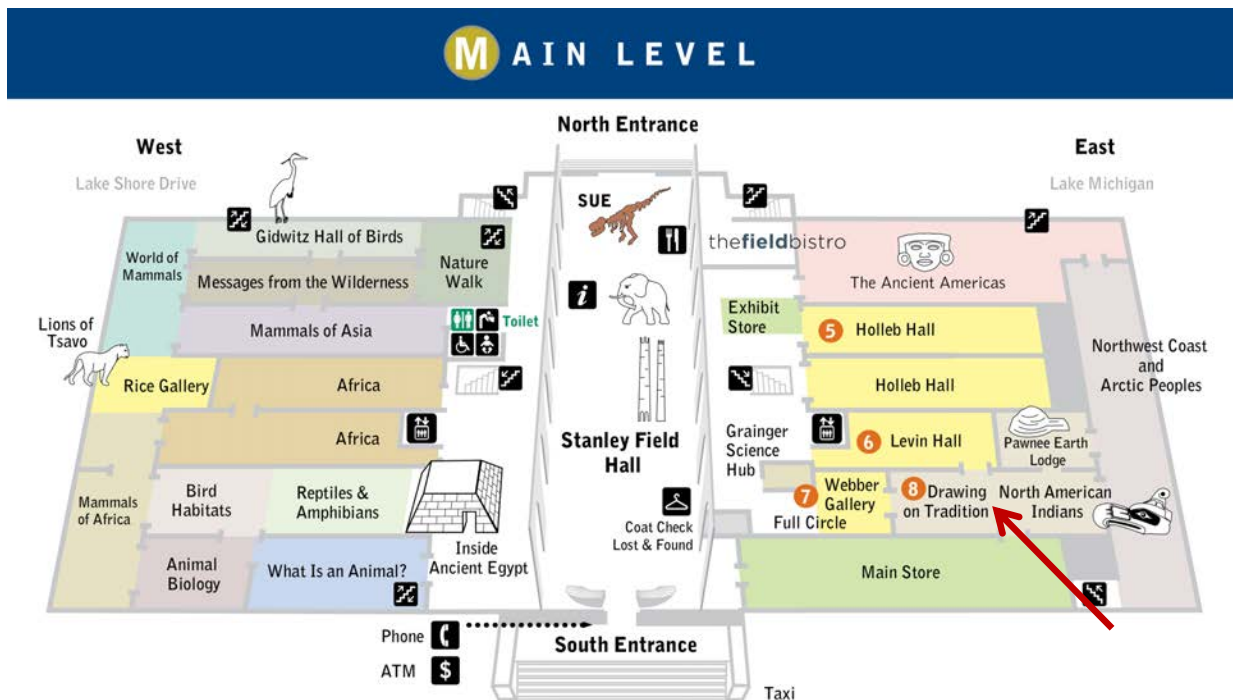 MAIN LEVEL
North Entrance
West
East
Lake Shore Drive
Lake Michigan
SUE
Gidwitz Hall of Birds
thefieldbistro
World of
Mammals
Messages from the Wilderness
Nature
Walk
The Ancient Americas
i
Exhibit
Store
Mammals of Asia
Toilet
5 Holleb Hall
Lions of
Tsavo
Northwest Coast
and
Arctic Peoples
Rice Gallery
Africa
Holleb Hall
Africa
Stanley Field
Hall
Grainger
Science
Hub
6 Levin Hall
Pawnee Earth
Lodge
Mammals
of Africa
Bird
Habitats
Reptiles &
Amphibians
7 Webber
Gallery
Full Circle
8 Drawing
on Tradition
North American
Indians
Coat Check
Lost & Found
Inside
Ancient Egypt
Animal
Biology
What Is an Animal?
Main Store
Phone
ATM $
South Entrance
Taxi